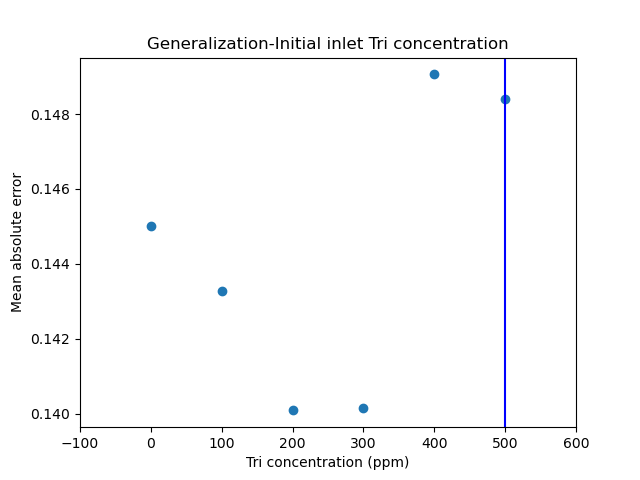 Generalization-Initial inlet Tri concentration
Mean absolute error
0.148
0.146
0.144
0.142
0.140
−100 0 100 200 300 400 500 600
Tri concentration (ppm)